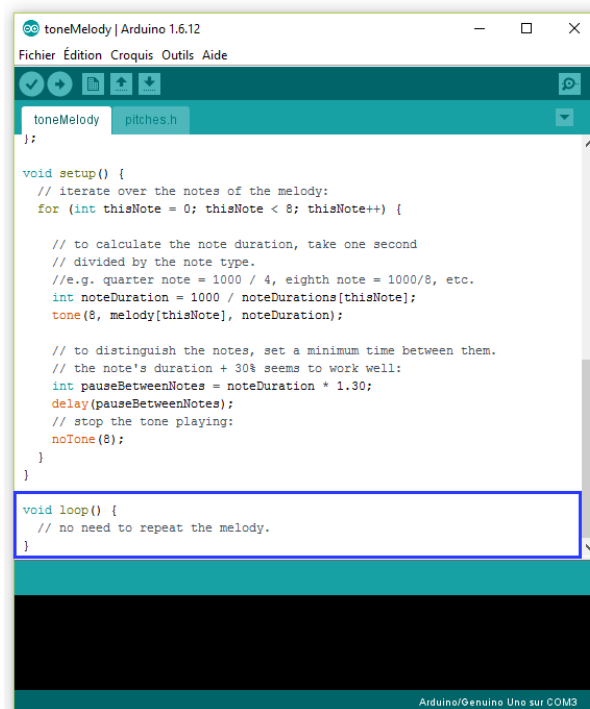 toneMelody | Arduino 1.6.12
Fichier Édition Croquis Outils Aide
toneMelody pitches.h
};
void setup() {
// iterate over the notes of the melody:
for (int thisNote = 0; thisNote < 8; thisNote++) {
// to calculate the note duration, take one second
// divided by the note type.
//e.g. quarter note = 1000 / 4, eighth note = 1000/8, etc.
int noteDuration = 1000 / noteDurations[thisNote];
tone(8, melody[thisNote], noteDuration);
// to distinguish the notes, set a minimum time between them.
// the note's duration + 30% seems to work well:
int pauseBetweenNotes = noteDuration * 1.30;
delay(pauseBetweenNotes);
// stop the tone playing:
noTone(8);
}
}
void loop() {
// no need to repeat the melody.
}
Arduino/Genuino Uno sur COM3